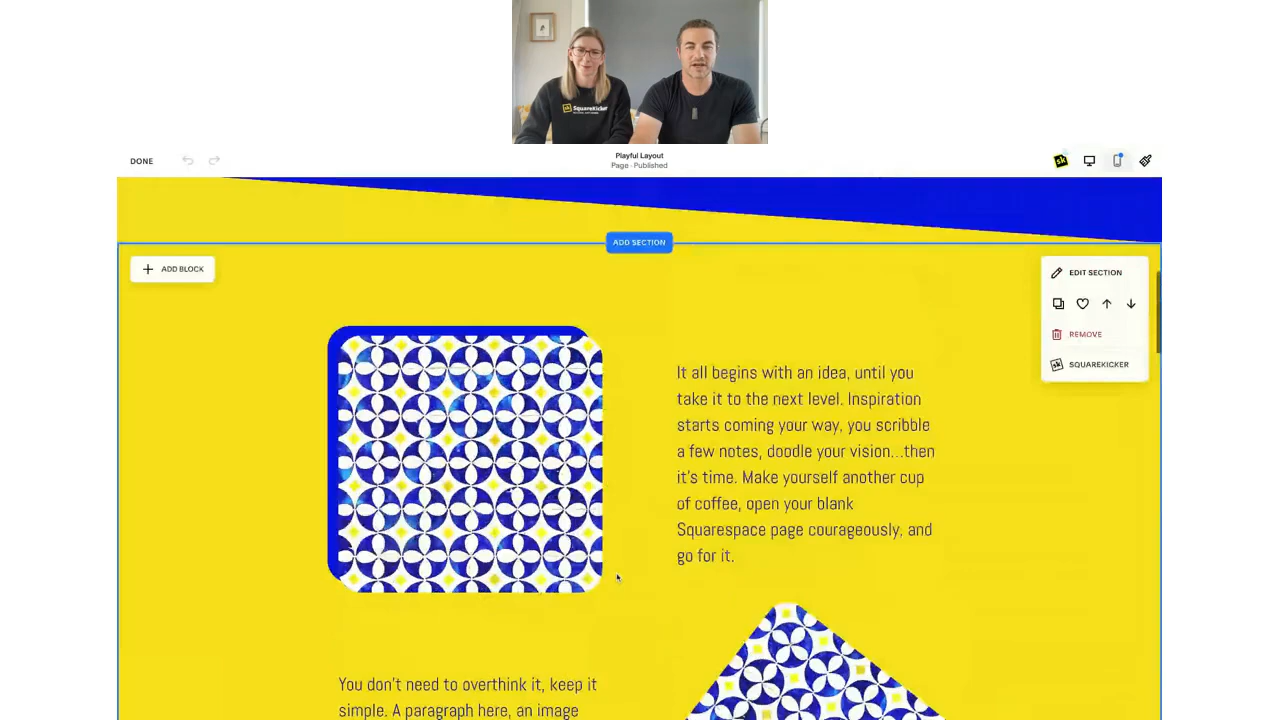 SquareKicker
DONE
Playful Layout
Page · Published
sk
ADD SECTION
ADD BLOCK
EDIT SECTION
REMOVE
SQUAREKICKER
It all begins with an idea, until you
take it to the next level. Inspiration
starts coming your way, you scribble
a few notes, doodle your vision...then
it's time. Make yourself another cup
of coffee, open your blank
Squarespace page courageously, and
go for it.
You don't need to overthink it, keep it
simple. A paragraph here, an image